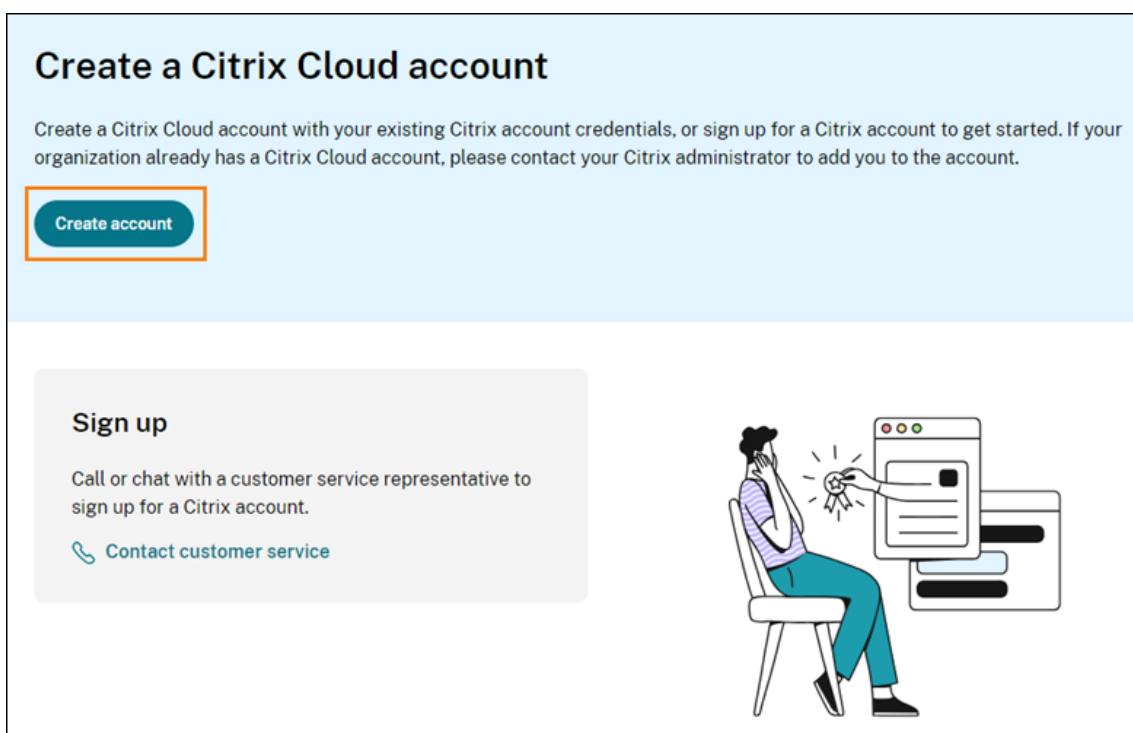 Create a Citrix Cloud account
Create a Citrix Cloud account with your existing Citrix account credentials, or sign up for a Citrix account to get started. If your
organization already has a Citrix Cloud account, please contact your Citrix administrator to add you to the account.
Create account
Sign up
Call or chat with a customer service representative to
sign up for a Citrix account.
Contact customer service